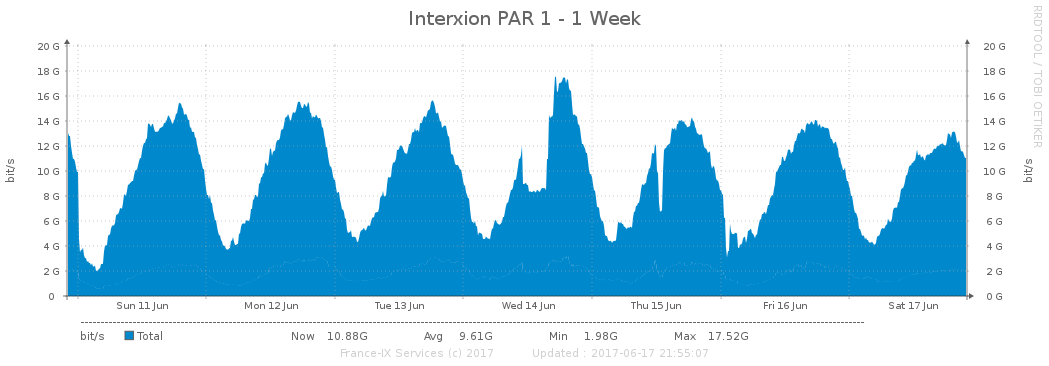 Interxion PAR 1 - 1 Week
RRDTOOL / TOBI OETIKER
20 G 20 G
18 G 18 G
16 G 16 G
14 G 14 G
12 G 12 G
10 G 10 G
8 G 8 G
6 G 6 G
4 G 4 G
2 G 2 G
0 0 G
bit/s
bit/s
Sun 11 Jun Mon 12 Jun Tue 13 Jun Wed 14 Jun Thu 15 Jun Fri 16 Jun Sat 17 Jun
bit/s Total Now 10.88G Avg 9.61G Min 1.98G Max 17.52G
France-IX Services (c) 2017 Updated : 2017-06-17 21:55:07